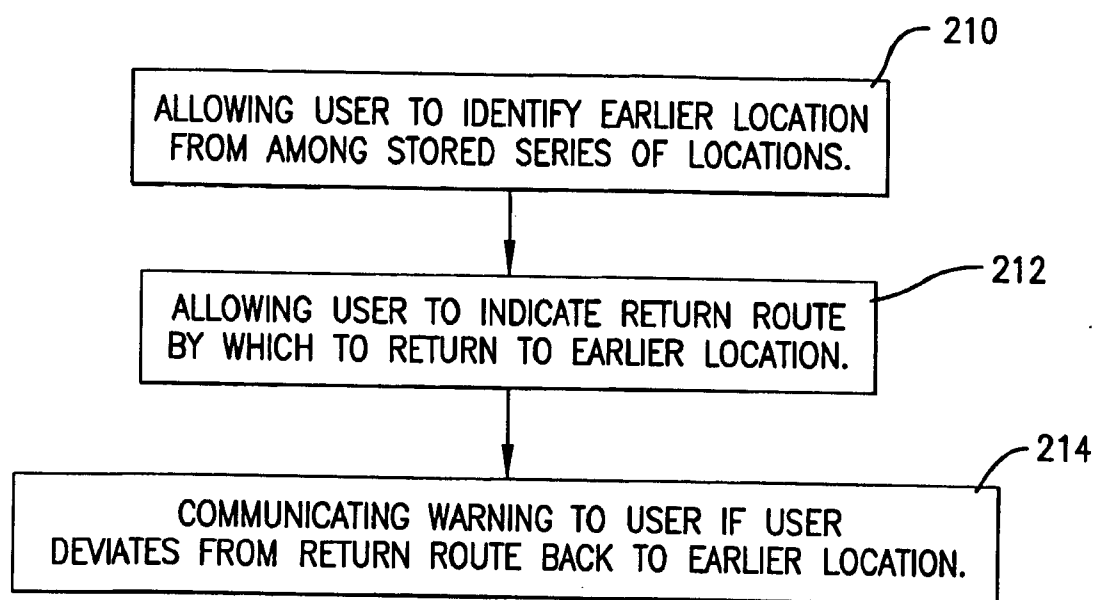 210
ALLOWING USER TO IDENTIFY EARLIER LOCATION
FROM AMONG STORED SERIES OF LOCATIONS.
212
ALLOWING USER TO INDICATE RETURN ROUTE
BY WHICH TO RETURN TO EARLIER LOCATION.
214
COMMUNICATING WARNING TO USER IF USER
DEVIATES FROM RETURN ROUTE BACK TO EARLIER LOCATION.